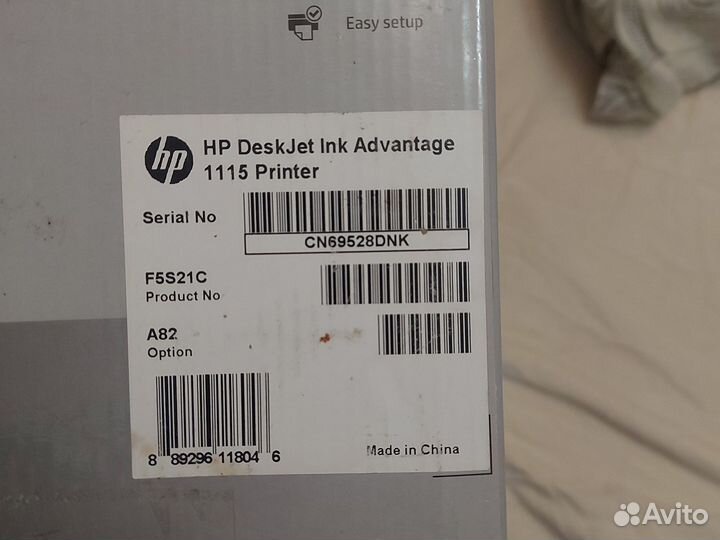 Easy setup
hp
HP DeskJet Ink Advantage
1115 Printer
Serial No
CN69528DNK
F5S21C
Product No
A82
Option
8 89296 11804 6
Made in China
Avito